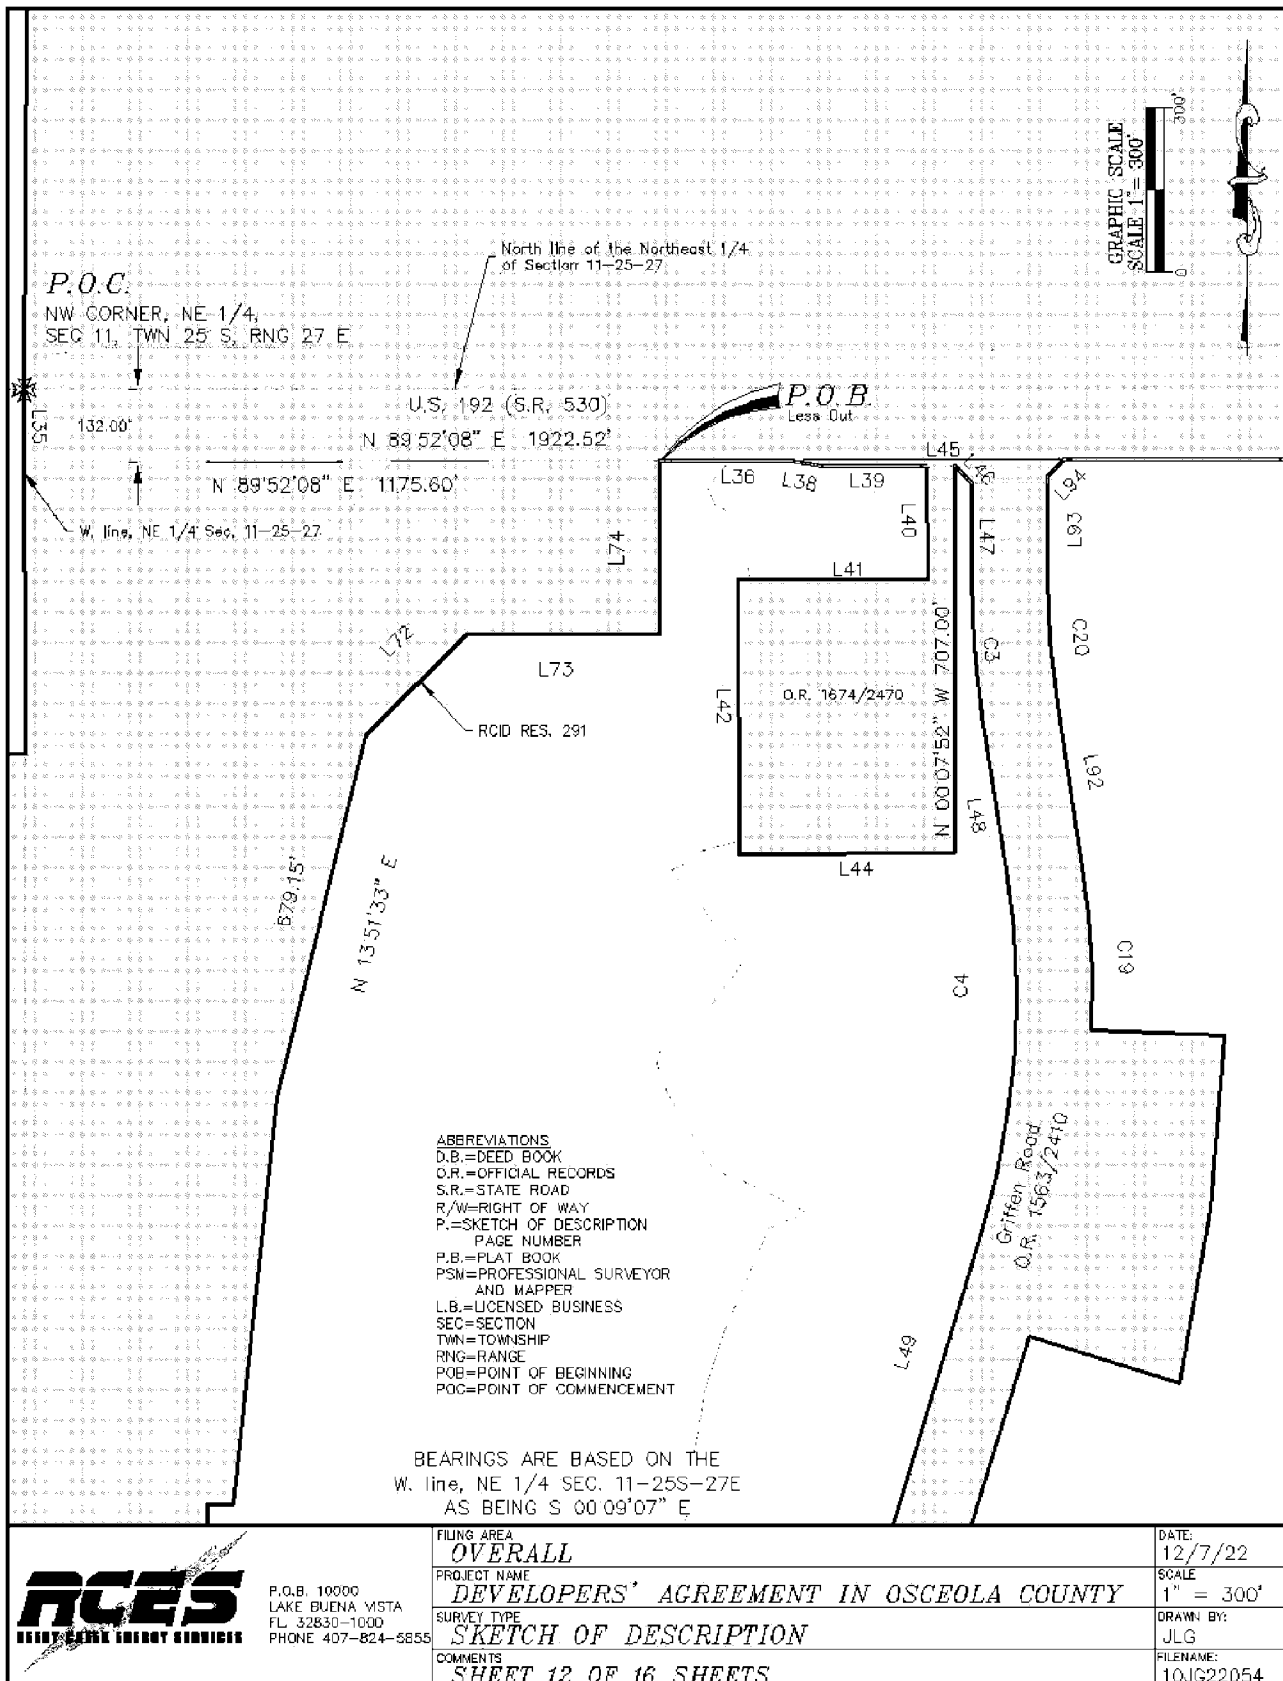 GRAPHIC SCALE
SCALE 1" = 300'
300'
0
North line of the Northeast 1/4
of Section 11-25-27
P.O.C.
NW CORNER, NE 1/4,
SEC 11, TWN 25 S, RNG 27 E
L35
132.00'
U.S. 192 (S.R. 530)
N 89°52'08" E 1922.52'
N 89°52'08" E 1175.60'
W. line, NE 1/4 Sec. 11-25-27
P.O.B.
Less Out
L36
L38
L39
L45
L46
L94
L40
L47
L93
L74
L41
L72
L73
RCID RES. 291
L42
O.R. 1674/2470
N 00°07'52" W 707.00'
C3
C20
L48
L92
L44
879.15'
N 13°51'33" E
C4
C19
Griffen Road
O.R. 1563/2410
L49
ABBREVIATIONS
D.B.=DEED BOOK
O.R.=OFFICIAL RECORDS
S.R.=STATE ROAD
R/W=RIGHT OF WAY
P.=SKETCH OF DESCRIPTION
PAGE NUMBER
P.B.=PLAT BOOK
PSM=PROFESSIONAL SURVEYOR
AND MAPPER
L.B.=LICENSED BUSINESS
SEC=SECTION
TWN=TOWNSHIP
RNG=RANGE
POB=POINT OF BEGINNING
POC=POINT OF COMMENCEMENT
BEARINGS ARE BASED ON THE
W. line, NE 1/4 SEC. 11-25S-27E
AS BEING S 00°09'07" E
RCES
REEDY CREEK ENERGY SERVICES
P.O.B. 10000
LAKE BUENA VISTA
FL 32830-1000
PHONE 407-824-5855
FILING AREA
OVERALL
PROJECT NAME
DEVELOPERS' AGREEMENT IN OSCEOLA COUNTY
SURVEY TYPE
SKETCH OF DESCRIPTION
COMMENTS
SHEET 12 OF 16 SHEETS
DATE:
12/7/22
SCALE
1" = 300'
DRAWN BY:
JLG
FILENAME:
10JG22054